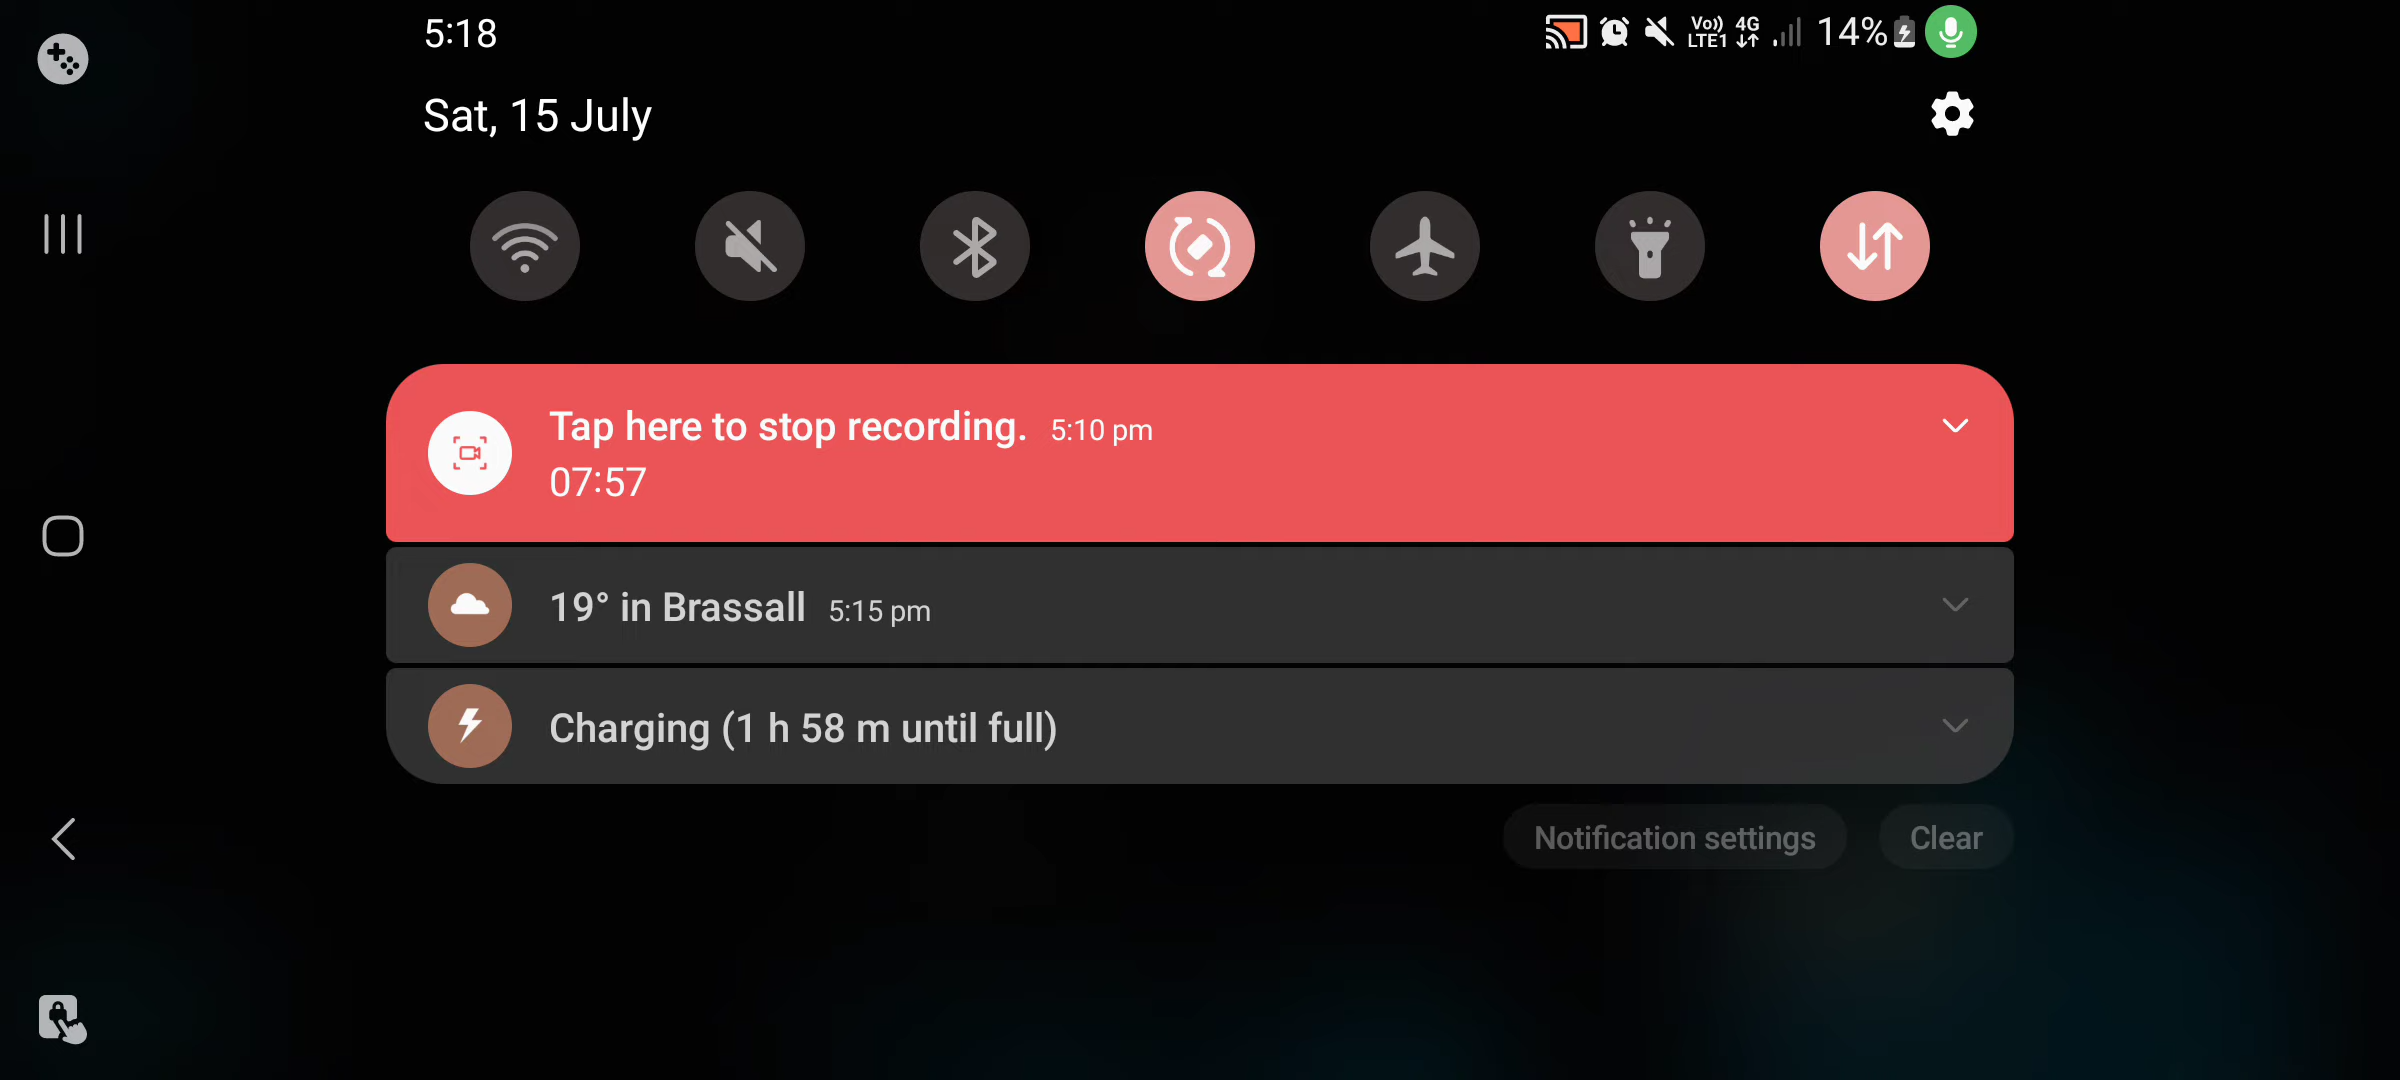 5:18
Vo)) 4G
LTE1
14%
Sat, 15 July
Tap here to stop recording. 5:10 pm
07:57
19° in Brassall 5:15 pm
Charging (1 h 58 m until full)
Notification settings
Clear